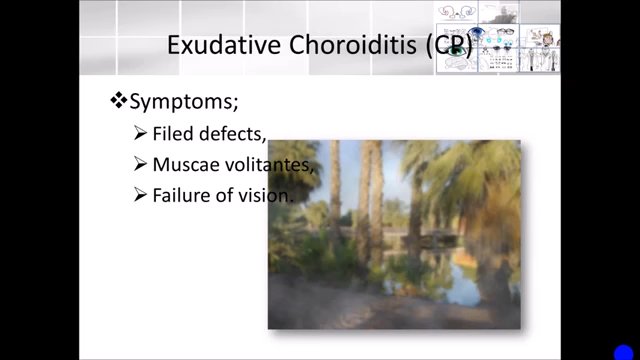 Exudative Choroiditis (CP)
❖Symptoms;
➢ Filed defects,
➢ Muscae volitantes,
➢ Failure of vision.